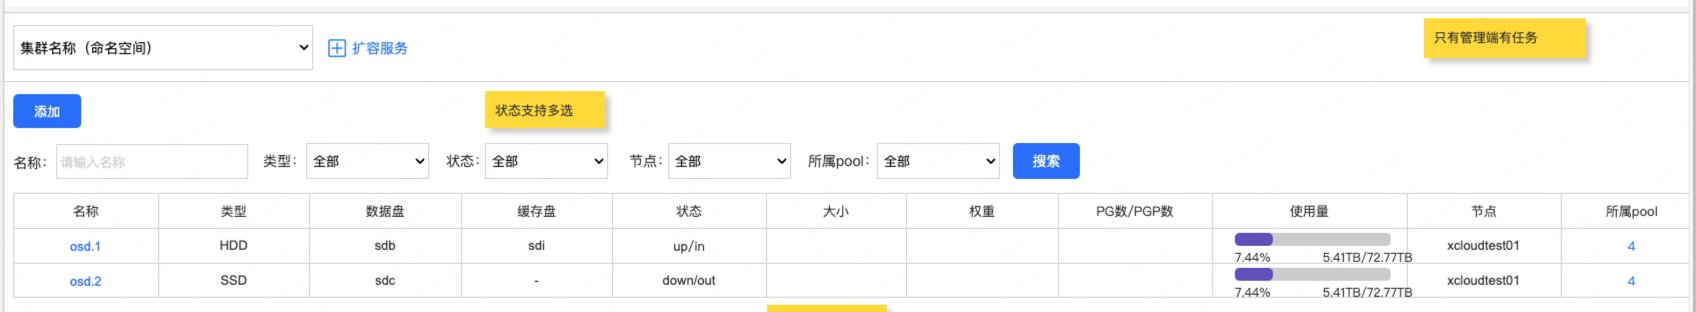 只有管理端有任务
集群名称（命名空间） 扩容服务
添加 状态支持多选
名称： 请输入名称 类型： 全部 状态： 全部 节点： 全部 所属pool： 全部 搜索
名称 类型 数据盘 缓存盘 状态 大小 权重 PG数/PGP数 使用量 节点 所属pool
osd.1 HDD sdb sdi up/in 7.44% 5.41TB/72.77TB xcloudtest01 4
osd.2 SSD sdc - down/out 7.44% 5.41TB/72.77TB xcloudtest01 4